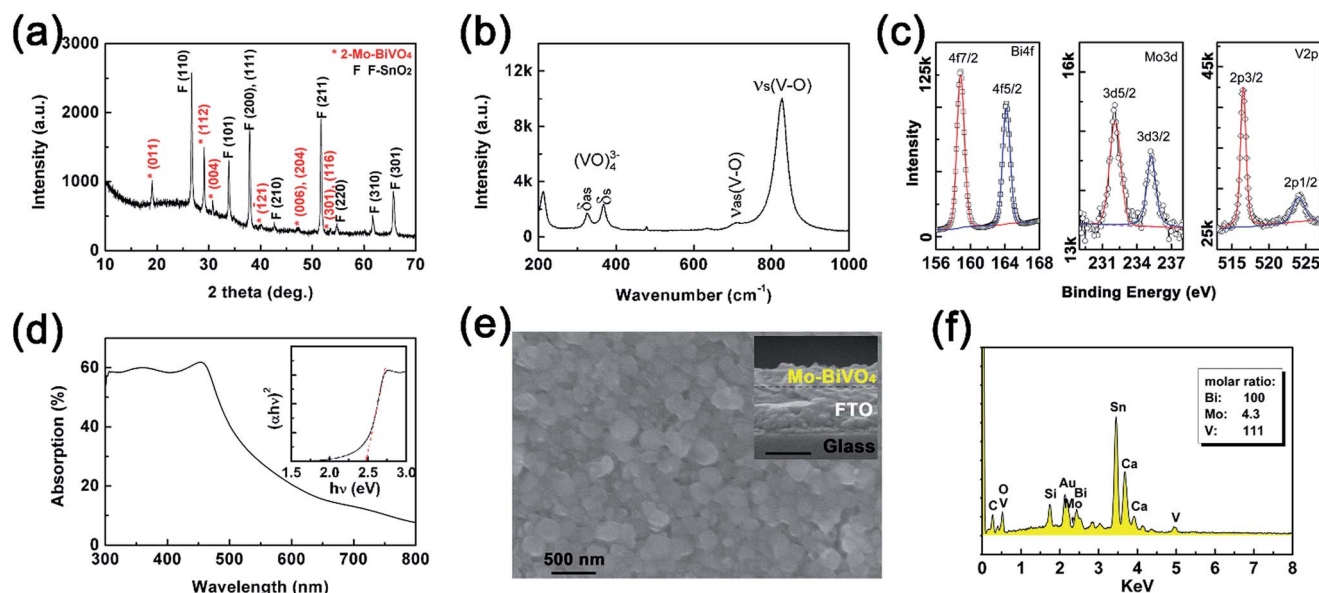 (a)
3000
2000
1000
0
Intensity (a.u.)
* 2-Mo-BiVO₄
F F-SnO₂
* (011)
F (110)
* (112)
* (004)
F (101)
F (200), (111)
* (121)
F (210)
* (006), (204)
F (211)
* (301), (116)
F (220)
F (310)
F (301)
10 20 30 40 50 60 70
2 theta (deg.)
(b)
12k
8k
4k
0
Intensity (a.u.)
(VO)₄³⁻
δas
δs
νas(V-O)
νs(V-O)
200 400 600 800 1000
Wavenumber (cm⁻¹)
(c)
Intensity
125k
0
Bi4f
4f7/2
4f5/2
156 160 164 168
16k
13k
Mo3d
3d5/2
3d3/2
231 234 237
45k
25k
V2p
2p3/2
2p1/2
515 520 525
Binding Energy (eV)
(d)
80
60
40
20
0
Absorption (%)
(αhν)²
1.5 2.0 2.5 3.0
hν (eV)
300 400 500 600 700 800
Wavelength (nm)
(e)
Mo-BiVO₄
FTO
Glass
500 nm
(f)
C
O
V
Si
Au
Mo
Bi
Sn
Ca
Ca
V
molar ratio:
Bi: 100
Mo: 4.3
V: 111
0 1 2 3 4 5 6 7 8
KeV